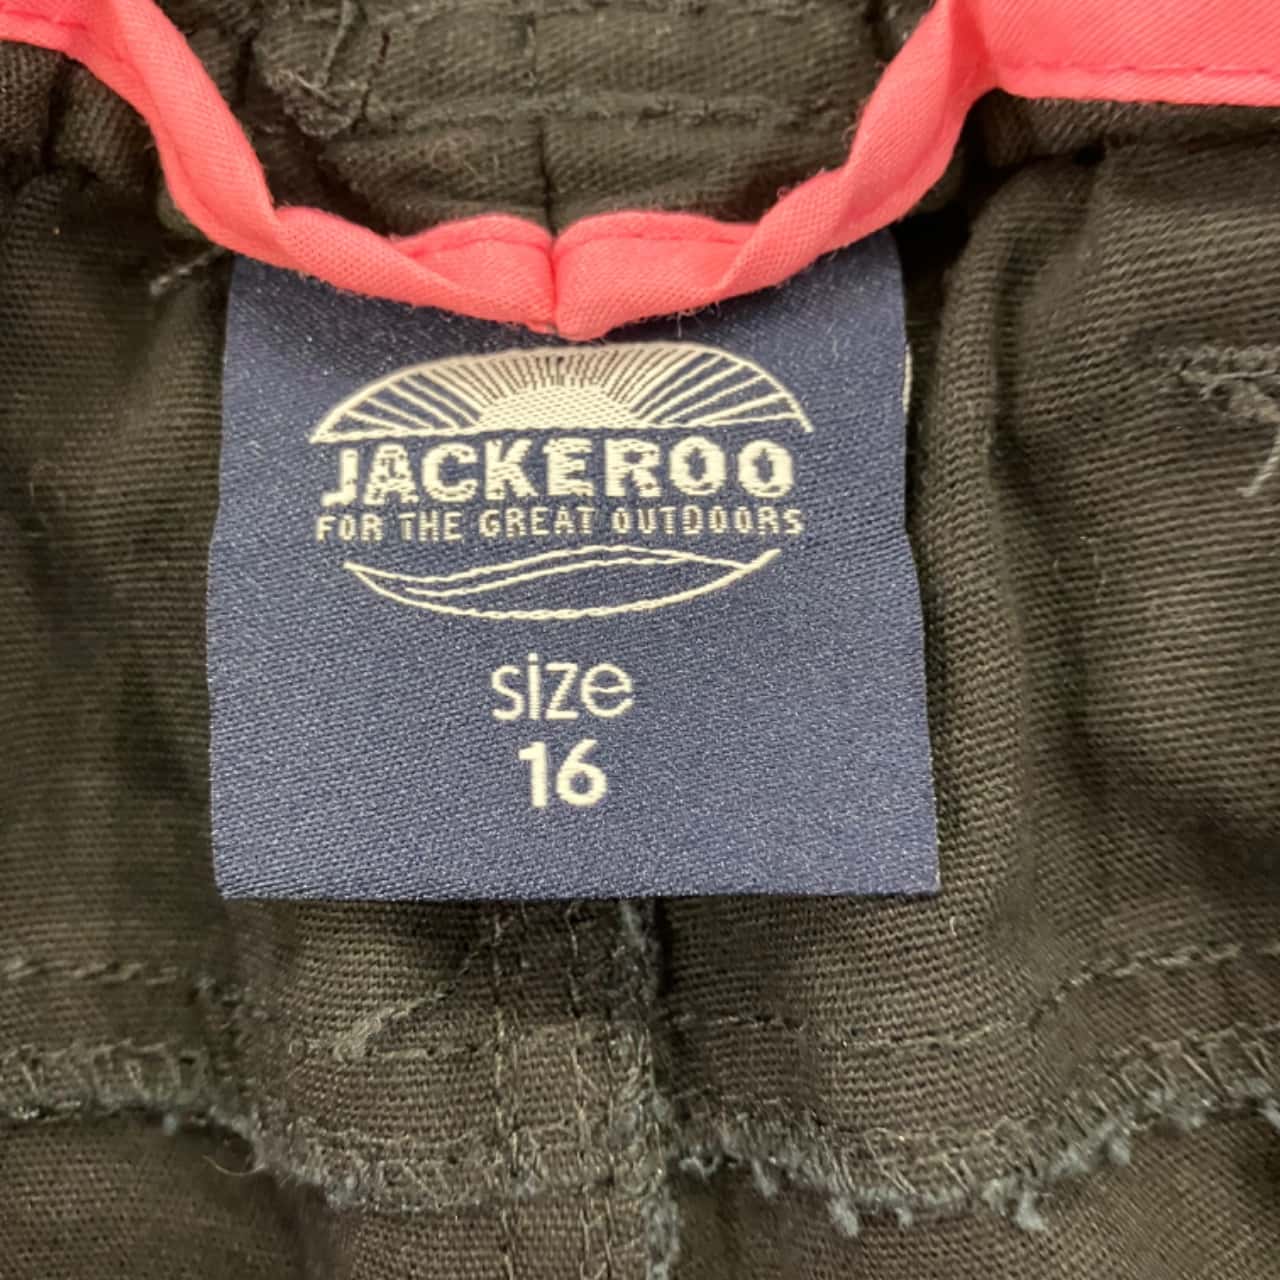 JACKEROO
FOR THE GREAT OUTDOORS
size
16